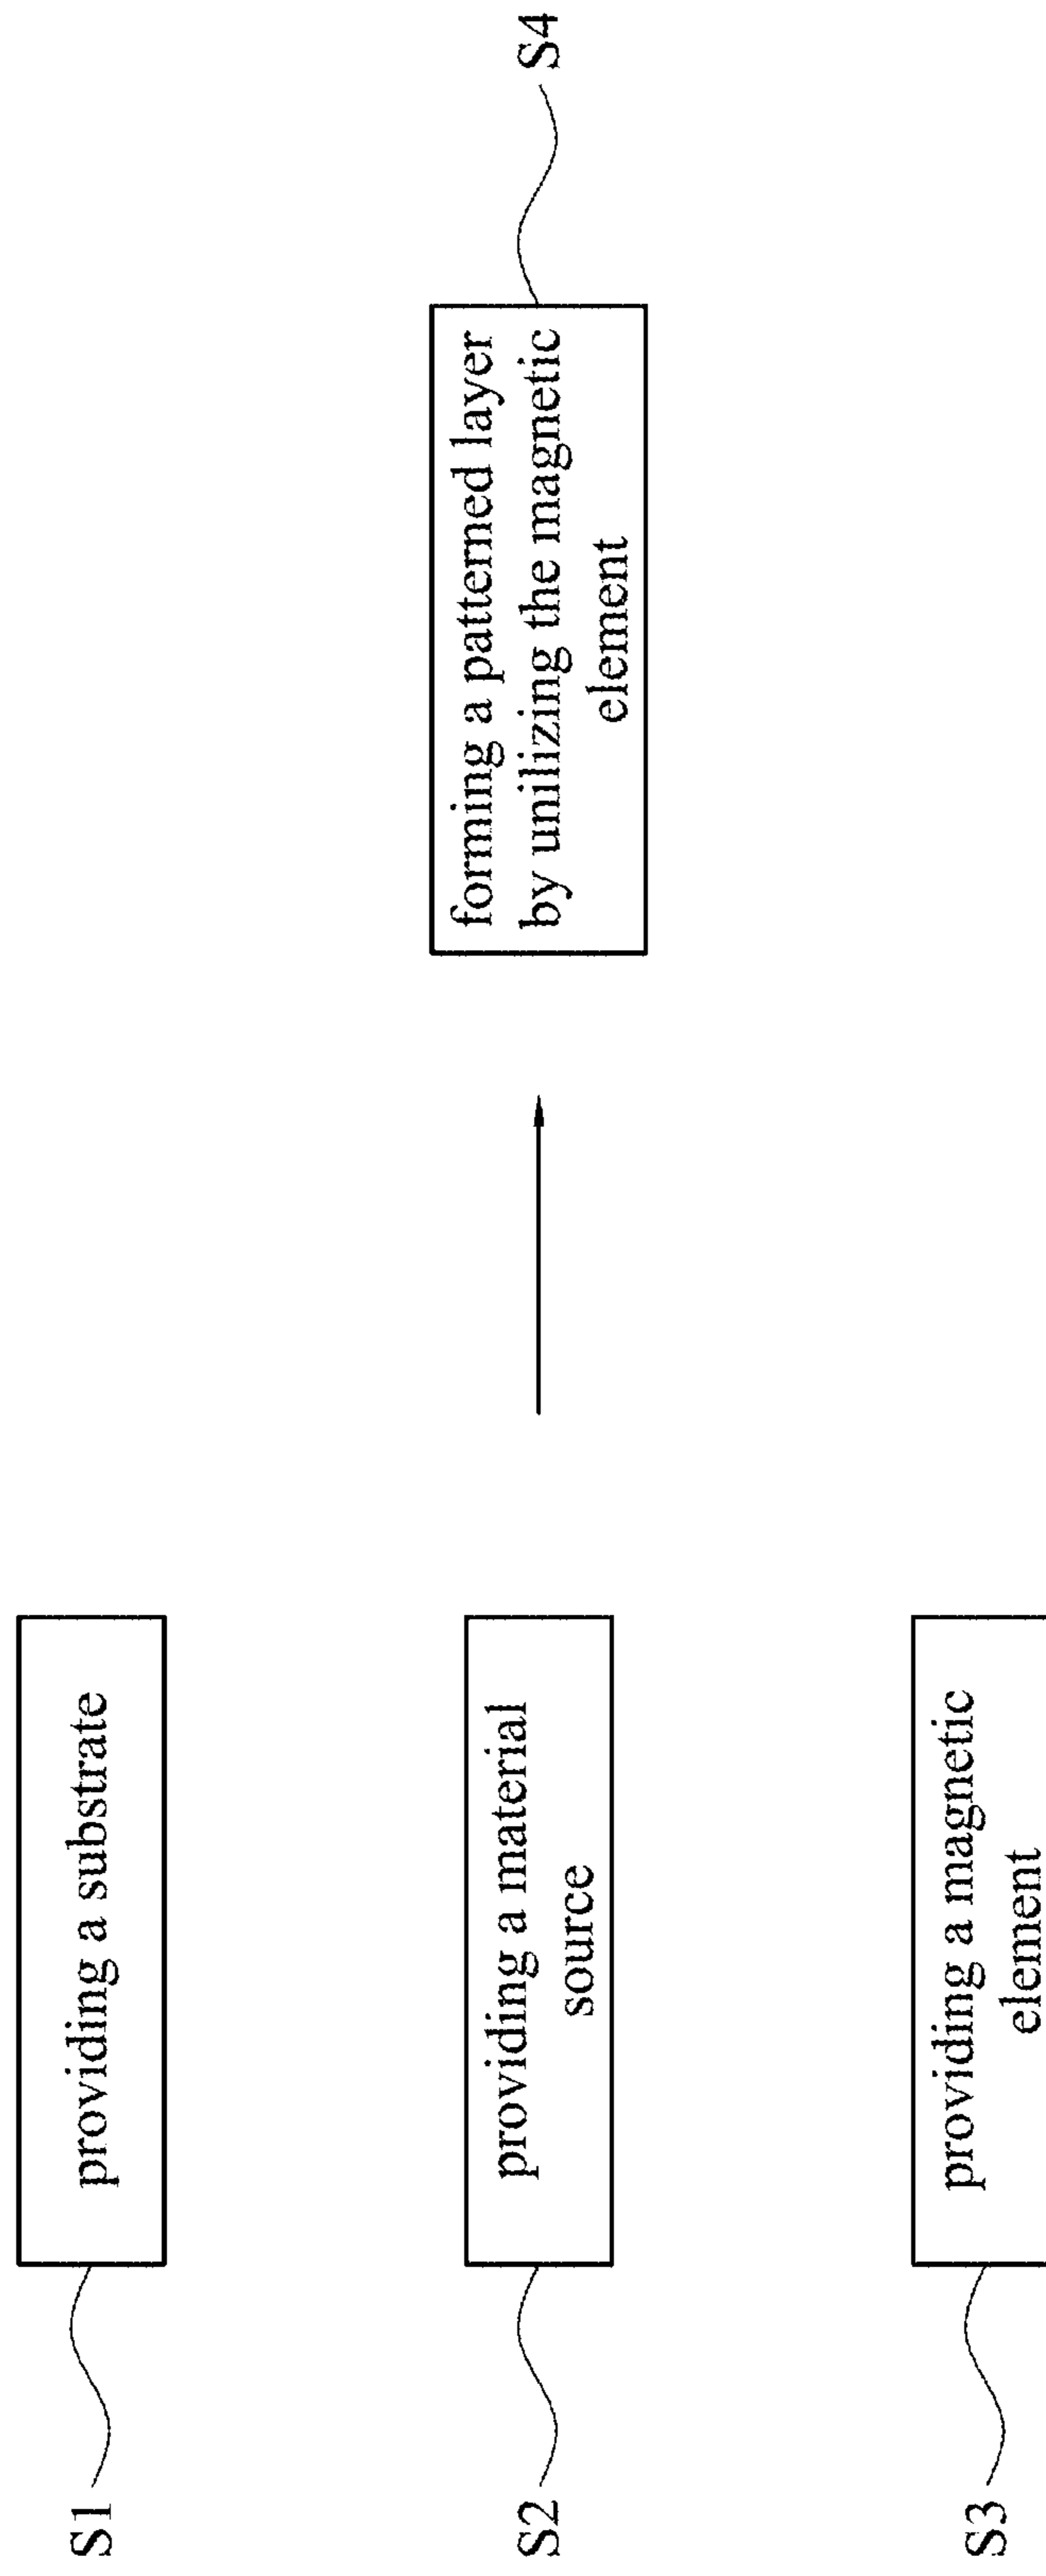 S1
providing a substrate
S2
providing a material
source
S3
providing a magnetic
element
forming a patterned layer
by unilizing the magnetic
element
S4